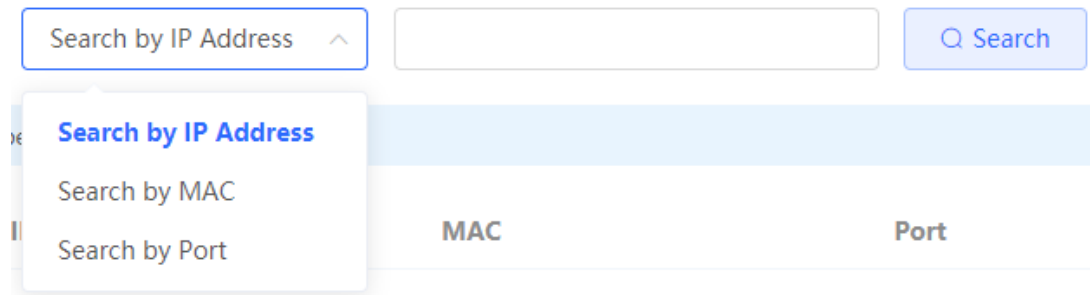 Search by IP Address
Search
Search by IP Address
Search by MAC
MAC
Port
Search by Port